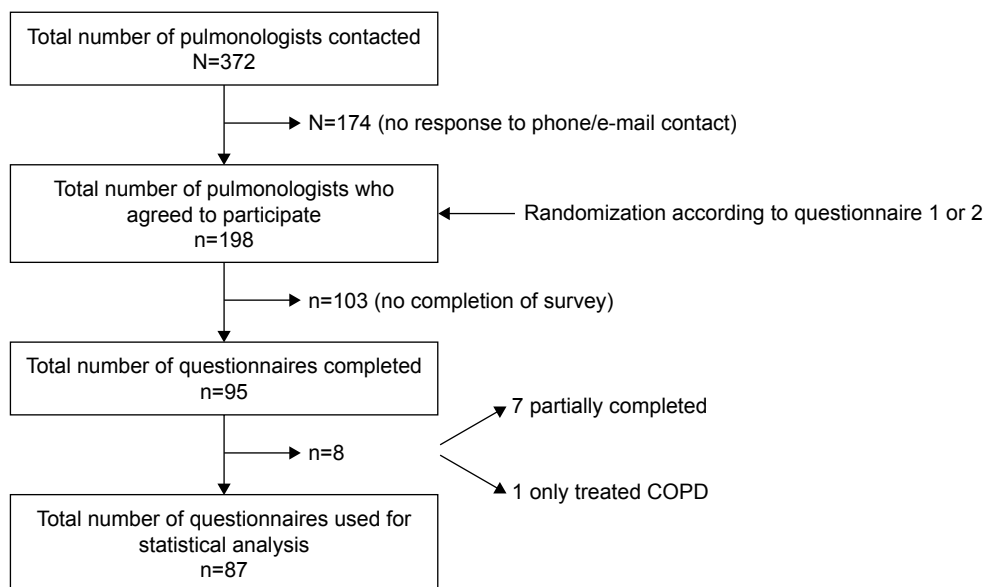 Total number of pulmonologists contacted
N=372
N=174 (no response to phone/e-mail contact)
Total number of pulmonologists who
agreed to participate
n=198
Randomization according to questionnaire 1 or 2
n=103 (no completion of survey)
Total number of questionnaires completed
n=95
7 partially completed
n=8
1 only treated COPD
Total number of questionnaires used for
statistical analysis
n=87